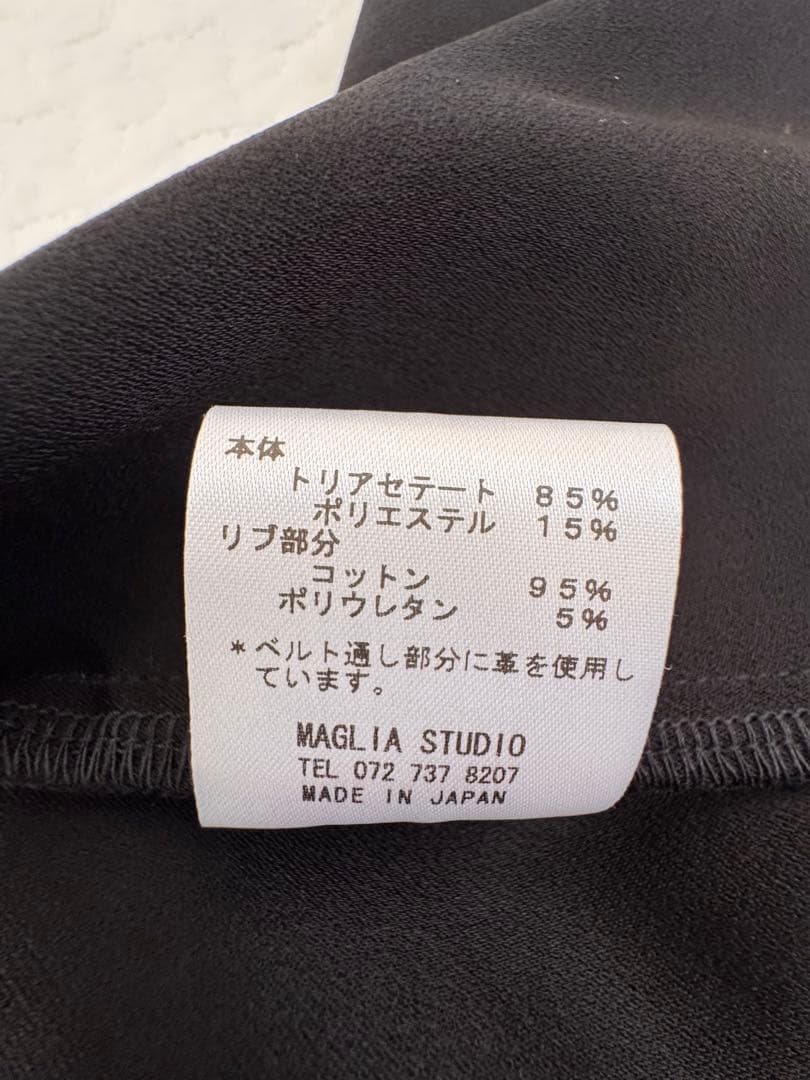 本体
トリアセテート 85%
ポリエステル 15%
リブ部分
コットン 95%
ポリウレタン 5%
*ベルト通し部分に革を使用し
ています。
MAGLIA STUDIO
TEL 072 737 8207
MADE IN JAPAN